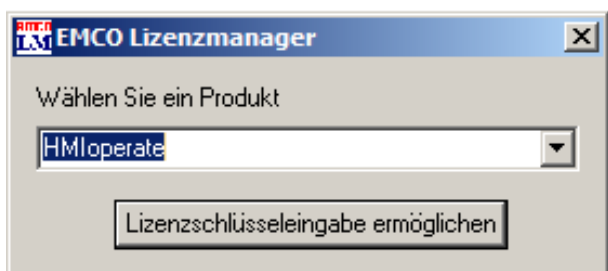 EMCO Lizenzmanager
Wählen Sie ein Produkt
HMIoperate
Lizenzschlüsseleingabe ermöglichen